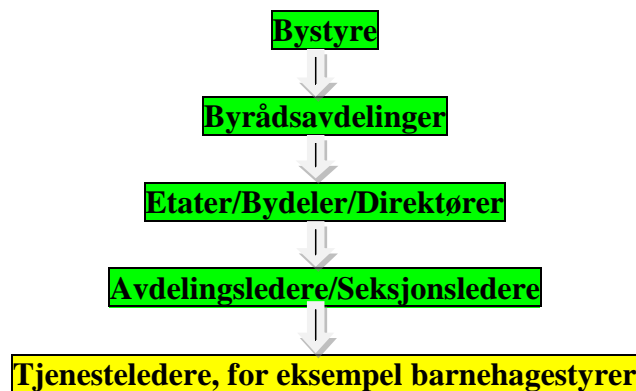 Bystyre
Byrådsavdelinger
Etater/Bydeler/Direktører
Avdelingsledere/Seksjonsledere
Tjenesteledere, for eksempel barnehagestyrer